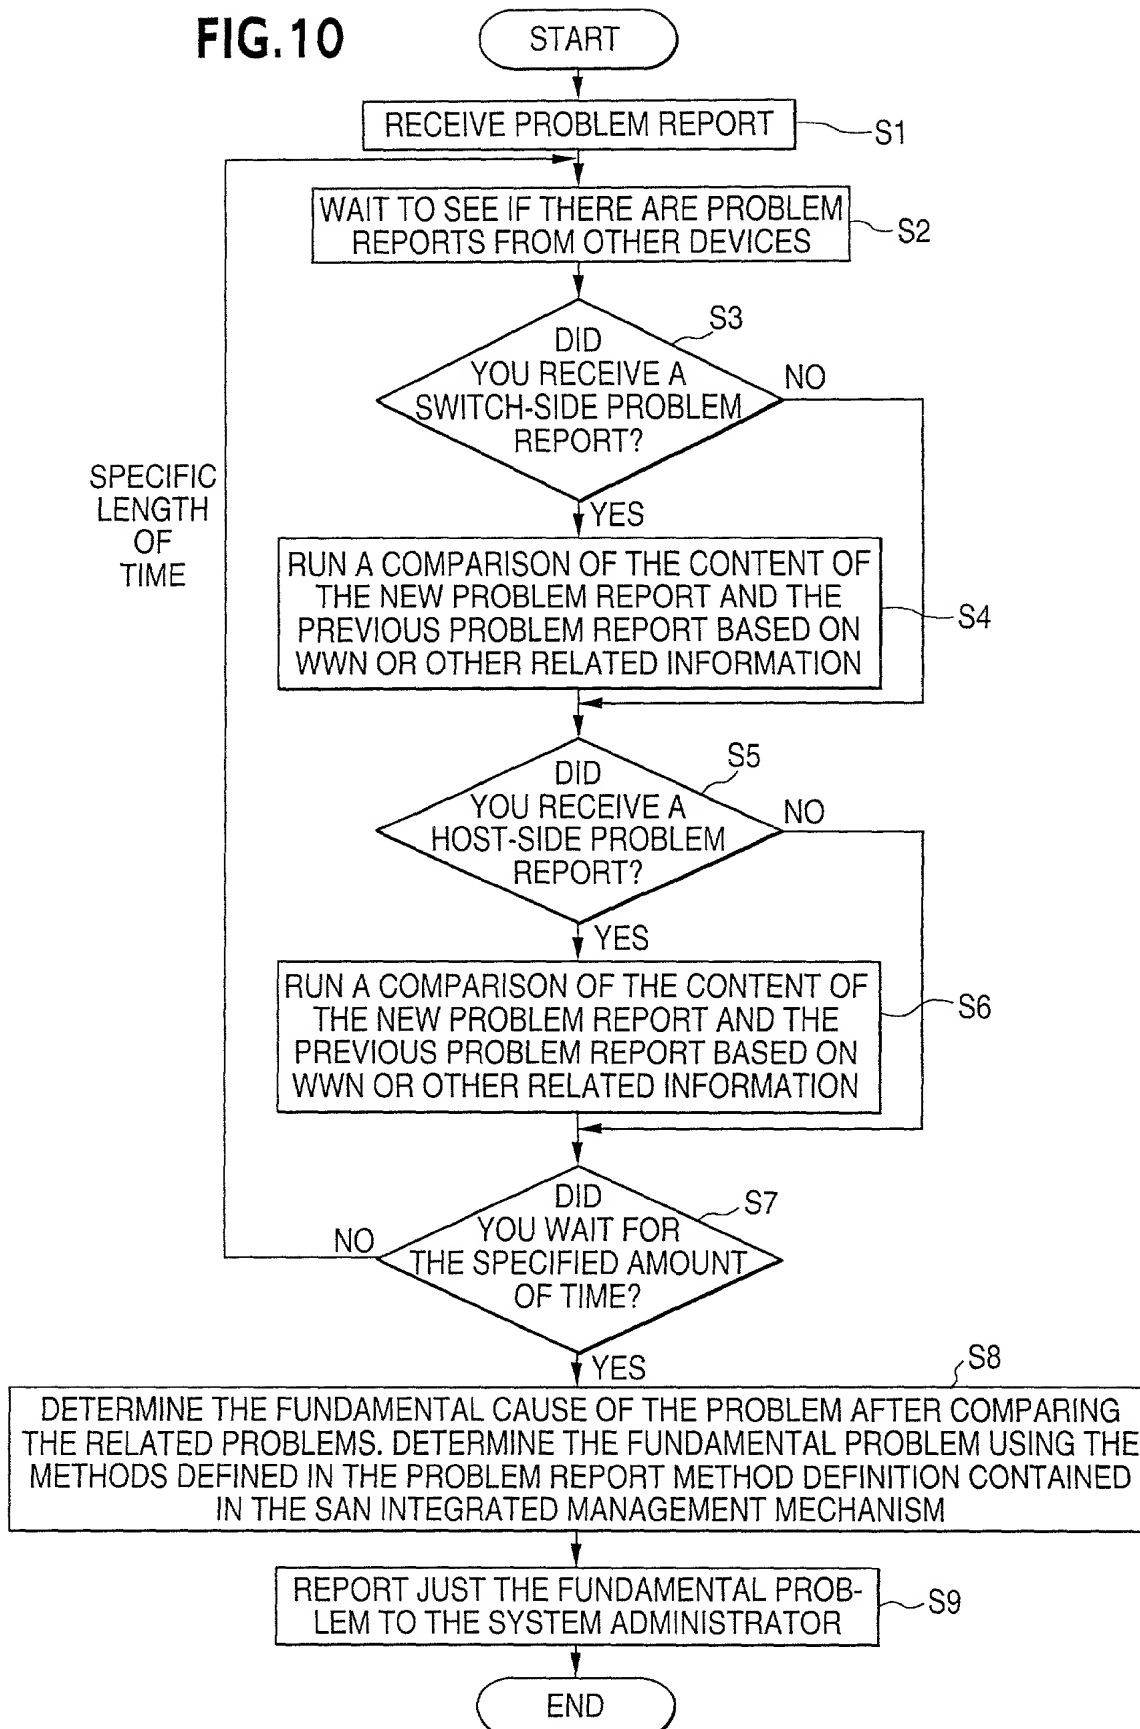 FIG.10
START
RECEIVE PROBLEM REPORT
S1
WAIT TO SEE IF THERE ARE PROBLEM
REPORTS FROM OTHER DEVICES
S2
S3
DID
YOU RECEIVE A
SWITCH-SIDE PROBLEM
REPORT?
NO
SPECIFIC
LENGTH
OF
TIME
YES
RUN A COMPARISON OF THE CONTENT OF
THE NEW PROBLEM REPORT AND THE
PREVIOUS PROBLEM REPORT BASED ON
WWN OR OTHER RELATED INFORMATION
S4
S5
DID
YOU RECEIVE A
HOST-SIDE PROBLEM
REPORT?
NO
YES
RUN A COMPARISON OF THE CONTENT OF
THE NEW PROBLEM REPORT AND THE
PREVIOUS PROBLEM REPORT BASED ON
WWN OR OTHER RELATED INFORMATION
S6
S7
DID
YOU WAIT FOR
THE SPECIFIED AMOUNT
OF TIME?
NO
YES
S8
DETERMINE THE FUNDAMENTAL CAUSE OF THE PROBLEM AFTER COMPARING
THE RELATED PROBLEMS. DETERMINE THE FUNDAMENTAL PROBLEM USING THE
METHODS DEFINED IN THE PROBLEM REPORT METHOD DEFINITION CONTAINED
IN THE SAN INTEGRATED MANAGEMENT MECHANISM
REPORT JUST THE FUNDAMENTAL PROB-
LEM TO THE SYSTEM ADMINISTRATOR
S9
END